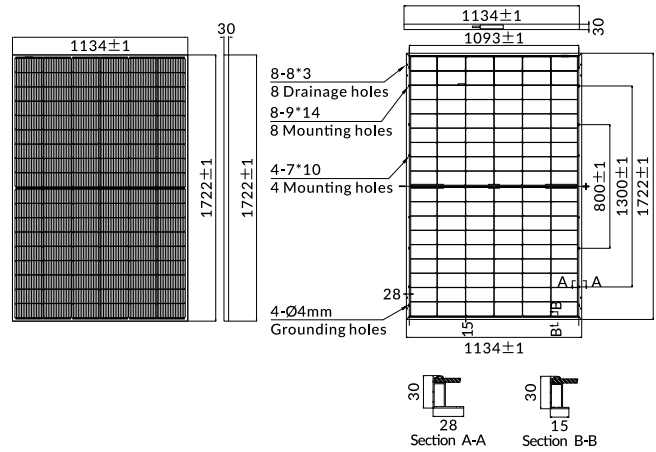 1134±1
30
1722±1
1722±1
1134±1
30
1093±1
8-8*3
8 Drainage holes
8-9*14
8 Mounting holes
4-7*10
4 Mounting holes
800±1
1300±1
1722±1
A
A
28
4-Ø4mm
Grounding holes
15
B
B
1134±1
30
28
Section A-A
30
15
Section B-B